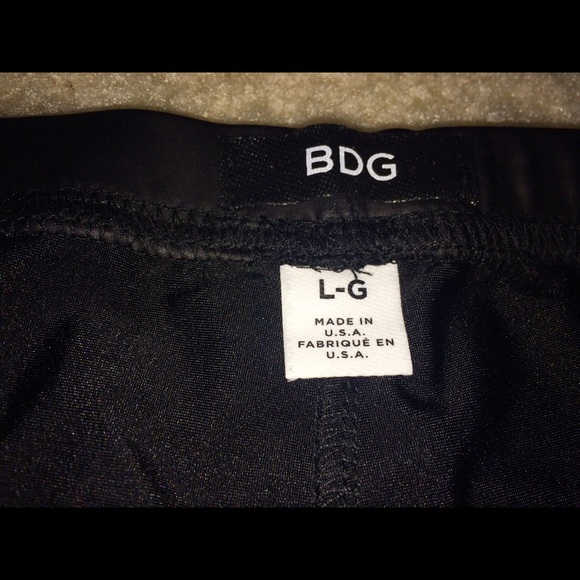 BDG
L-G
MADE IN
U.S.A.
FABRIQUÉ EN
U.S.A.